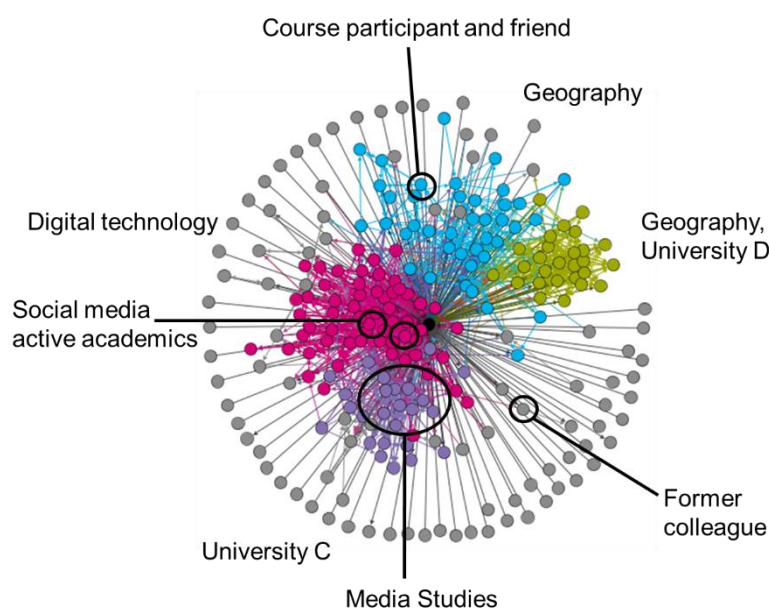 Course participant and friend
Geography
Digital technology
Geography,
University D
Social media
active academics
Former
colleague
University C
Media Studies